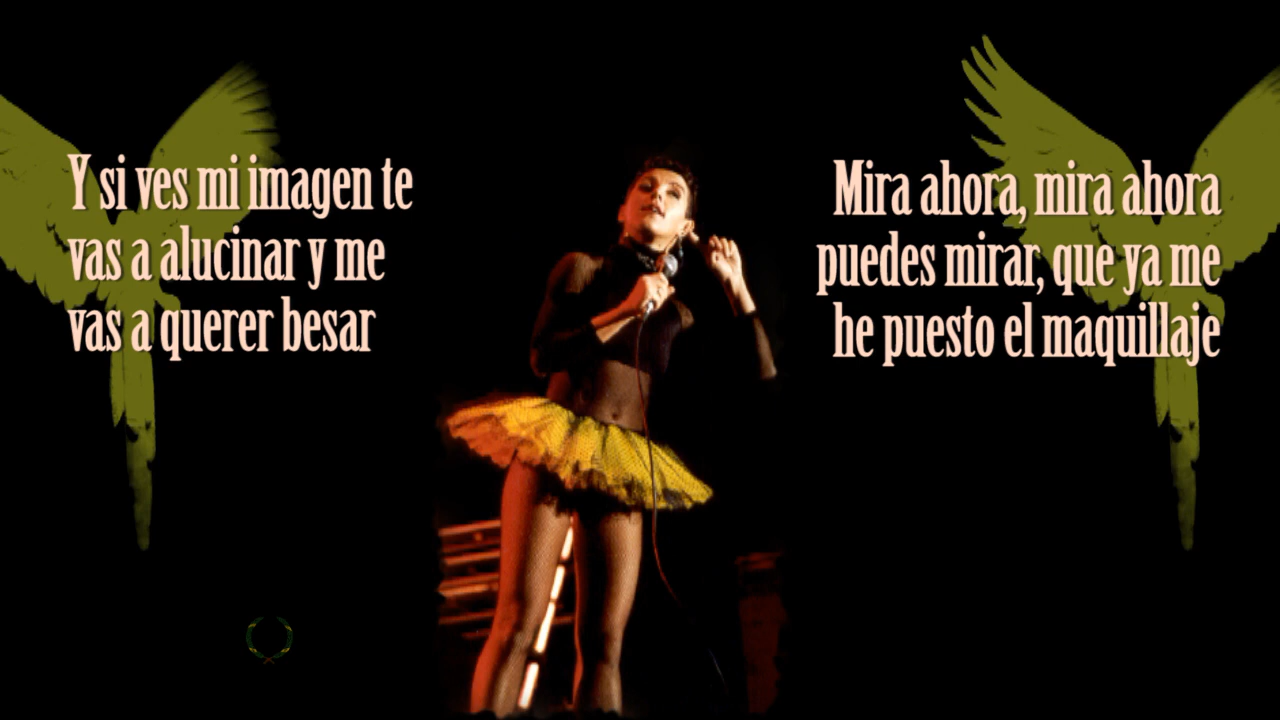 Y si ves mi imagen te
vas a alucinar y me
vas a querer besar
Mira ahora, mira ahora
puedes mirar, que ya me
he puesto el maquillaje